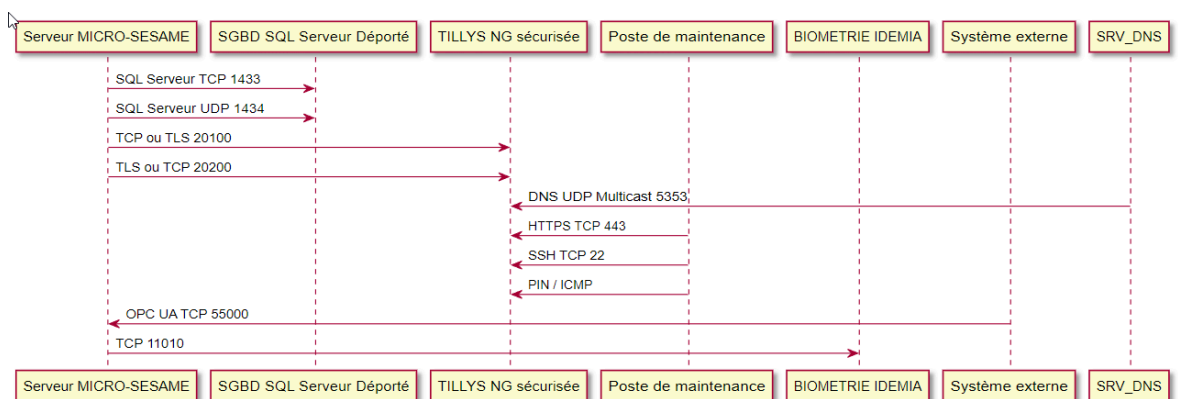 Serveur MICRO-SESAME SGBD SQL Serveur Déporté TILLYS NG sécurisée Poste de maintenance BIOMETRIE IDEMIA Système externe SRV_DNS
SQL Serveur TCP 1433
SQL Serveur UDP 1434
TCP ou TLS 20100
TLS ou TCP 20200
DNS UDP Multicast 5353
HTTPS TCP 443
SSH TCP 22
PIN / ICMP
OPC UA TCP 55000
TCP 11010
Serveur MICRO-SESAME SGBD SQL Serveur Déporté TILLYS NG sécurisée Poste de maintenance BIOMETRIE IDEMIA Système externe SRV_DNS